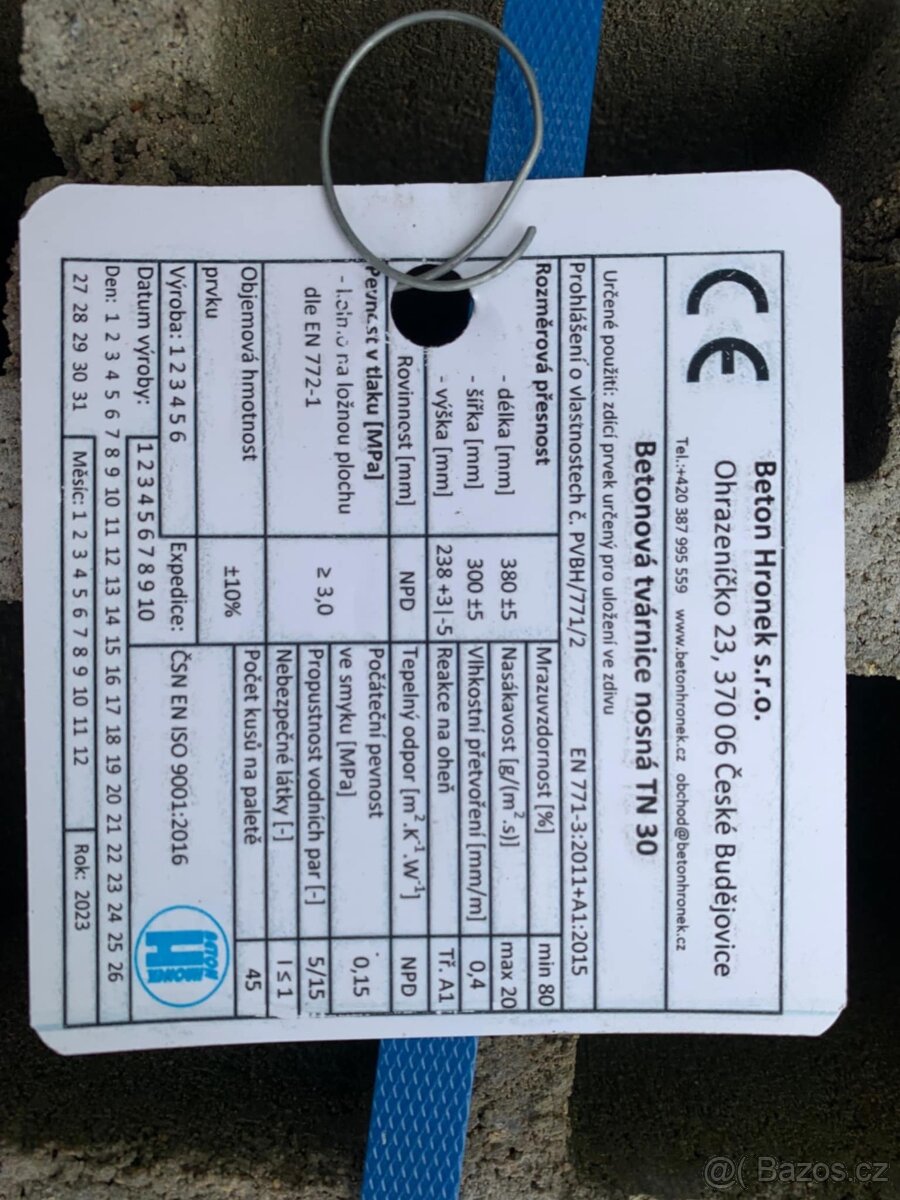 CE
Beton Hronek s.r.o.
Ohrazeníčko 23, 370 06 České Budějovice
Tel.:+420 387 995 559 www.betonhronek.cz obchod@betonhronek.cz
Betonová tvárnice nosná TN 30
Určené použití: zdící prvek určený pro uložení ve zdivu
Prohlášení o vlastnostech č. PVBH/771/2 EN 771-3:2011+A1:2015
Rozměrová přesnost
- délka [mm] 380 ±5
- šířka [mm] 300 ±5
- výška [mm] 238 +3|-5
Rovinnost [mm] NPD
Pevnost v tlaku [MPa]
- kolmo na ložnou plochu
dle EN 772-1
≥ 3,0
Objemová hmotnost
prvku
±10%
Mrazuvzdornost [%] min 80
Nasákavost [g/(m².s)] max 20
Vlhkostní přetvoření [mm/m] 0,4
Reakce na oheň Tř. A1
Tepelný odpor [m².K⁻¹.W⁻¹] NPD
Počáteční pevnost
ve smyku [MPa]
0,15
Propustnost vodních par [-] 5/15
Nebezpečné látky [-] I ≤ 1
Počet kusů na paletě 45
Výroba: 1 2 3 4 5 6 Expedice:
Datum výroby: 1 2 3 4 5 6 7 8 9 10
ČSN EN ISO 9001:2016
BETON
H
HRONEK
Den: 1 2 3 4 5 6 7 8 9 10 11 12 13 14 15 16 17 18 19 20 21 22 23 24 25 26
27 28 29 30 31 Měsíc: 1 2 3 4 5 6 7 8 9 10 11 12 Rok: 2023
@( Bazos.cz